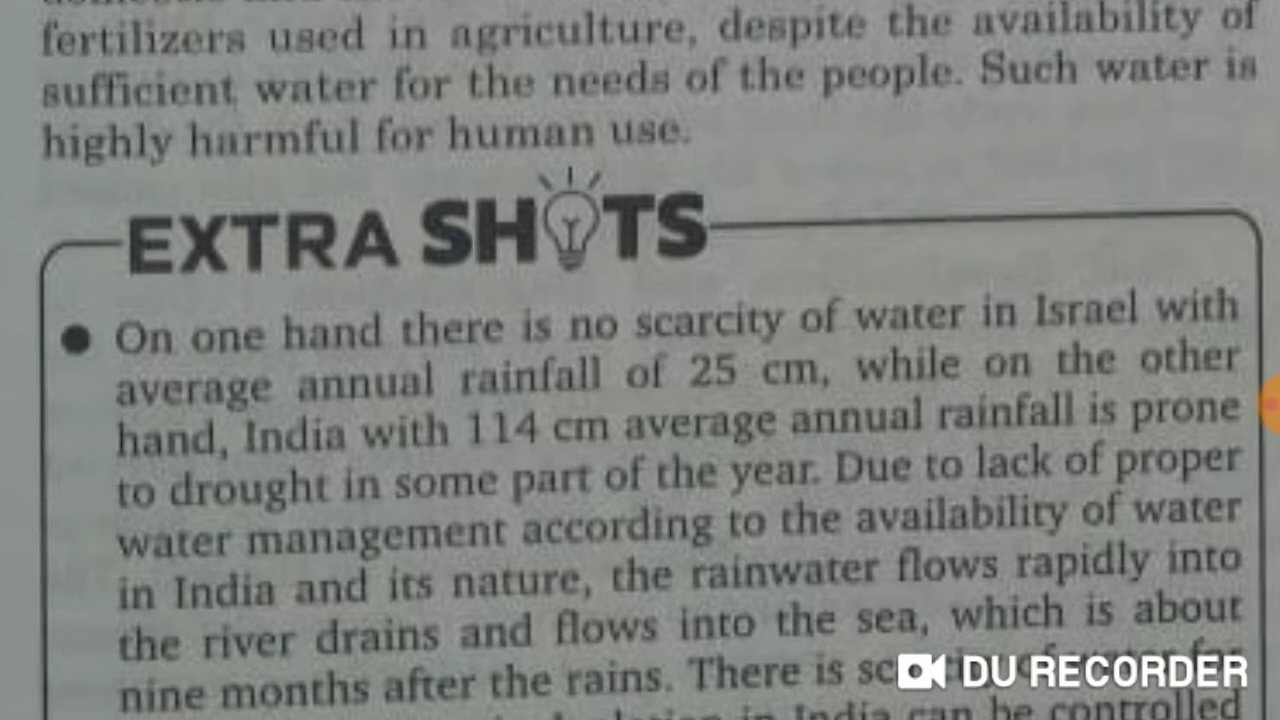 fertilizers used in agriculture, despite the availability of
sufficient water for the needs of the people. Such water is
highly harmful for human use.
EXTRA SHOTS
● On one hand there is no scarcity of water in Israel with
average annual rainfall of 25 cm, while on the other
hand, India with 114 cm average annual rainfall is prone
to drought in some part of the year. Due to lack of proper
water management according to the availability of water
in India and its nature, the rainwater flows rapidly into
the river drains and flows into the sea, which is about
nine months after the rains. There is
in India can be controlled
DU RECORDER